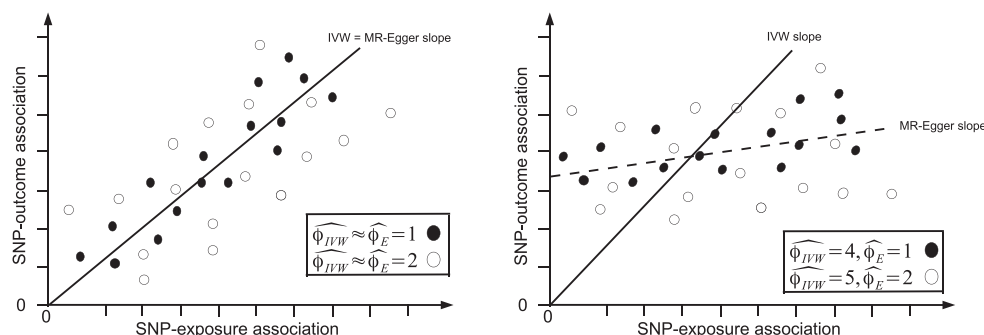 IVW = MR-Egger slope
SNP-outcome association
ϕ̂_IVW ≈ ϕ̂_E = 1
ϕ̂_IVW ≈ ϕ̂_E = 2
0
0
SNP-exposure association
IVW slope
MR-Egger slope
SNP-outcome association
ϕ̂_IVW = 4, ϕ̂_E = 1
ϕ̂_IVW = 5, ϕ̂_E = 2
0
0
SNP-exposure association